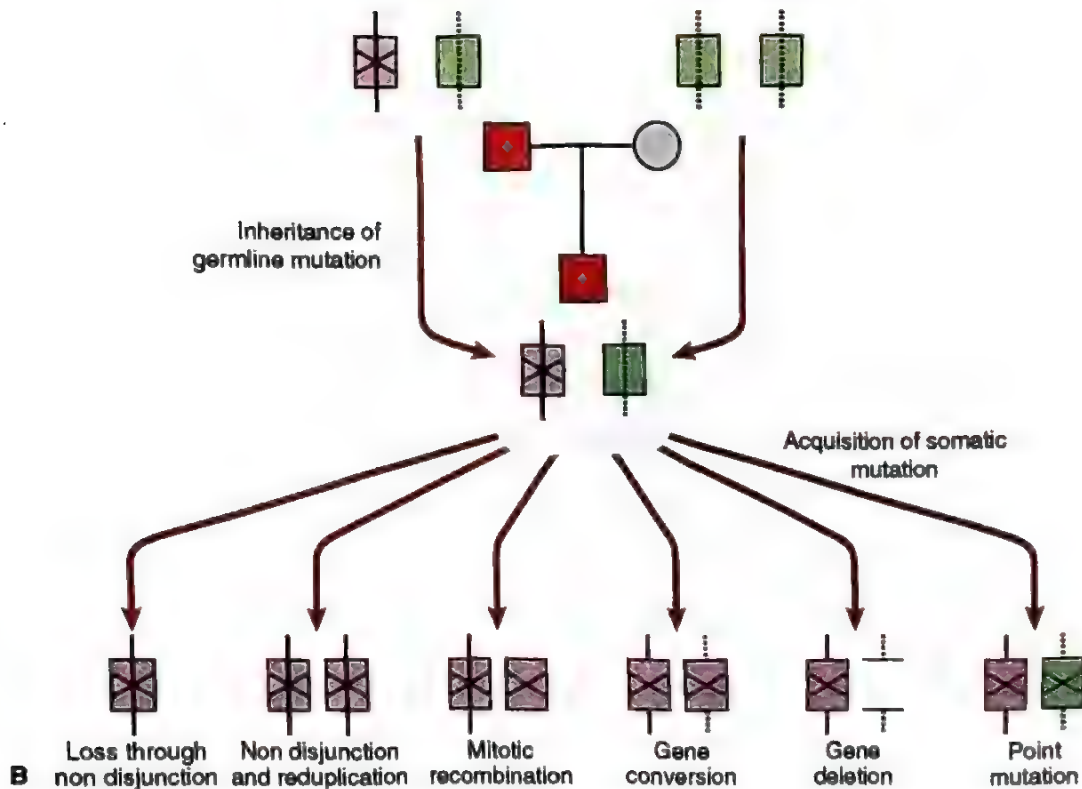 Inheritance of
germline mutation
Acquisition of somatic
mutation
Loss through
non disjunction
Non disjunction
and reduplication
Mitotic
recombination
Gene
conversion
Gene
deletion
Point
mutation
B